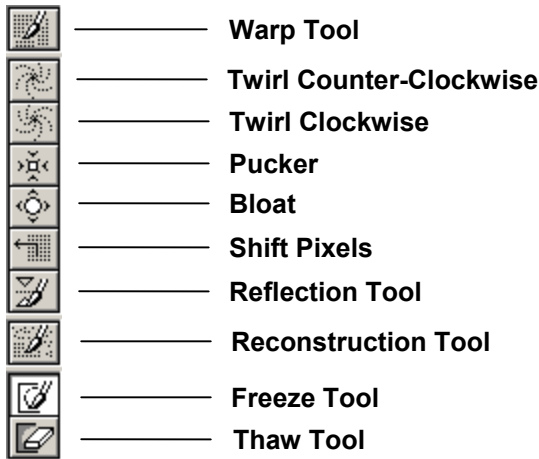 Warp Tool
Twirl Counter-Clockwise
Twirl Clockwise
Pucker
Bloat
Shift Pixels
Reflection Tool
Reconstruction Tool
Freeze Tool
Thaw Tool